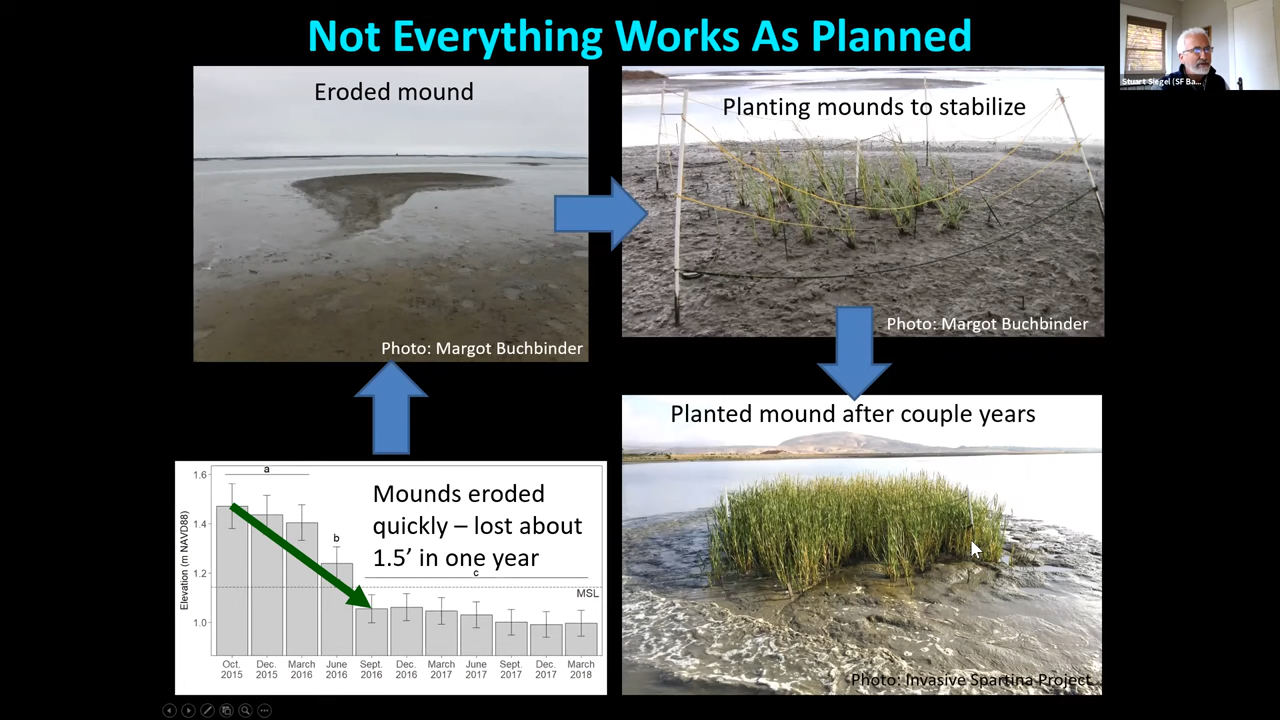 Not Everything Works As Planned
Stuart Siegel (SF Ba...
Eroded mound
Photo: Margot Buchbinder
Planting mounds to stabilize
Photo: Margot Buchbinder
Planted mound after couple years
Photo: Invasive Spartina Project
Mounds eroded
quickly – lost about
1.5’ in one year
Elevation (m NAVD88)
1.6
1.4
1.2
1.0
a
b
c
MSL
Oct. Dec. March June Sept. Dec. March June Sept. Dec. March
2015 2015 2016 2016 2016 2016 2017 2017 2017 2017 2018